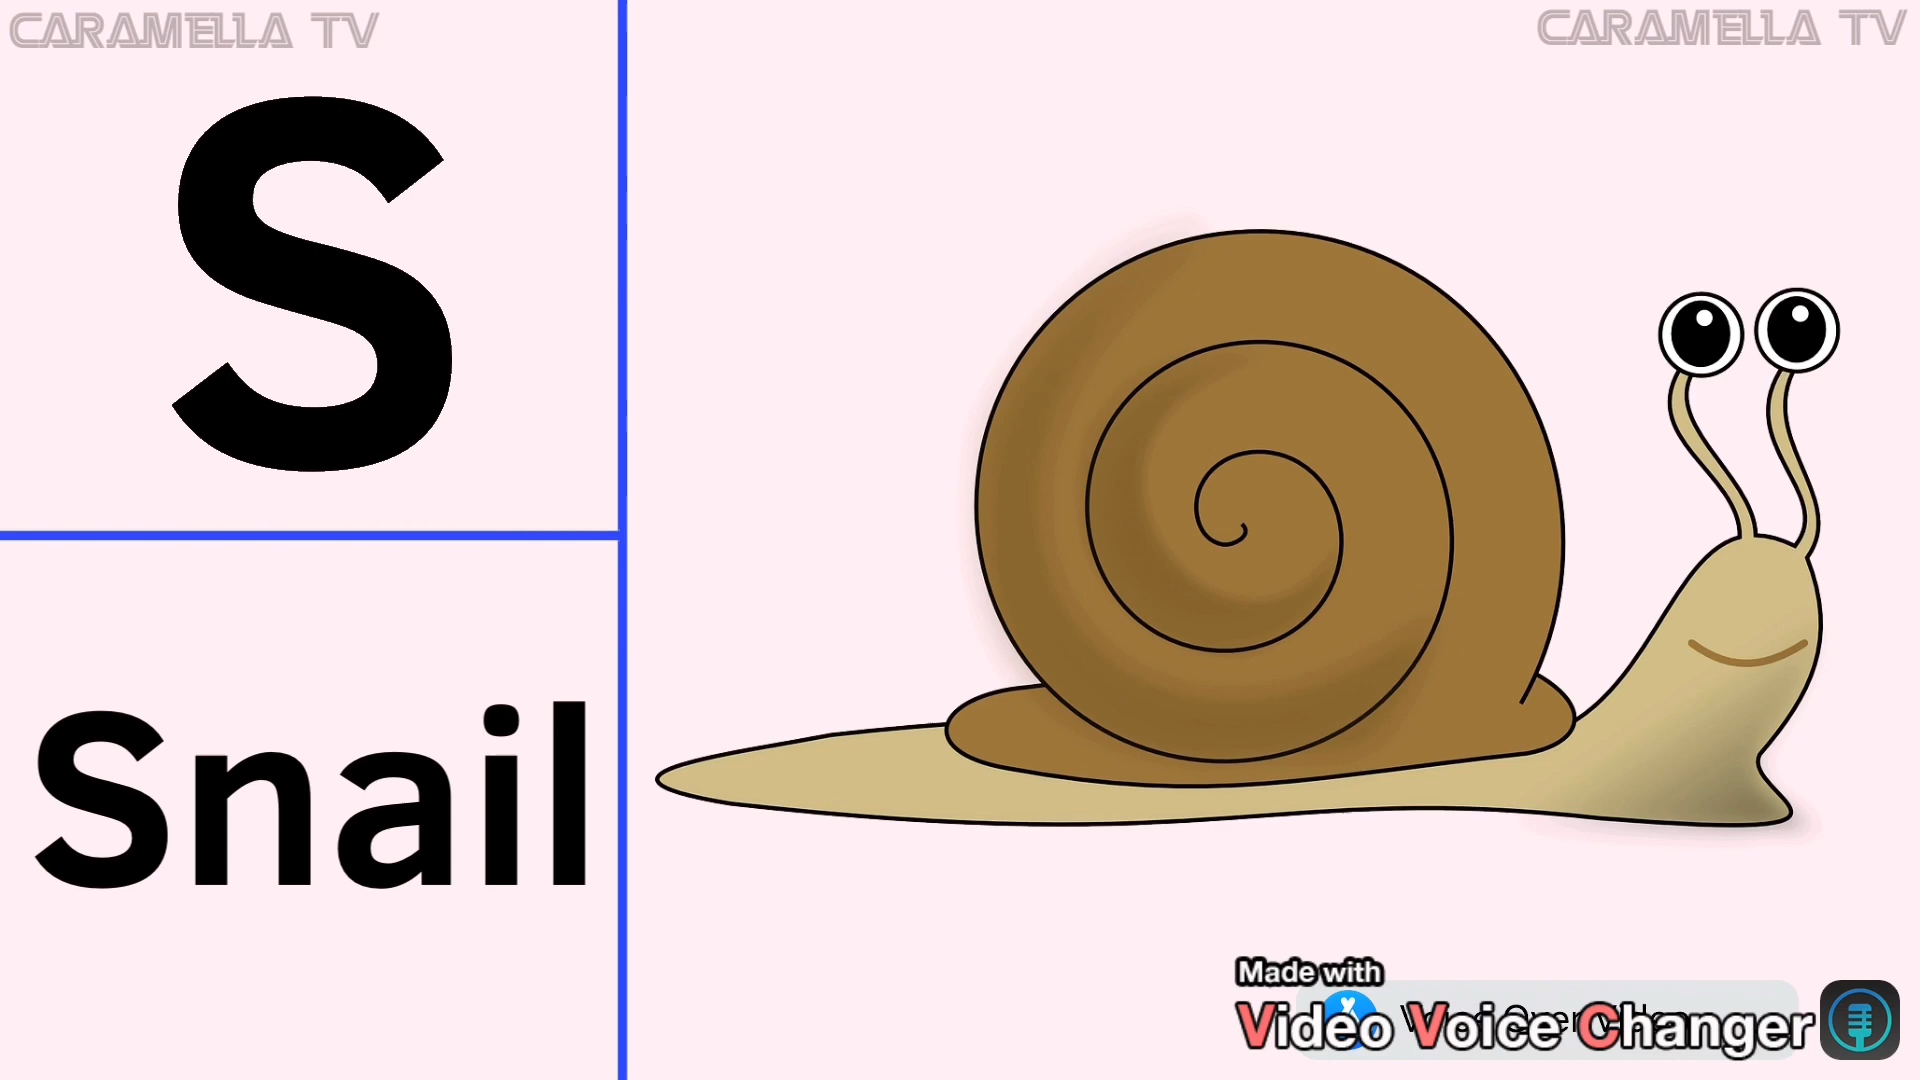 CARAMELLA TV
CARAMELLA TV
S
Snail
Made with
Video Voice Changer